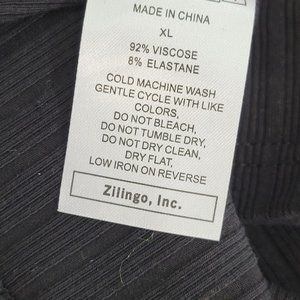 MADE IN CHINA
XL
92% VISCOSE
8% ELASTANE
COLD MACHINE WASH
GENTLE CYCLE WITH LIKE
COLORS,
DO NOT BLEACH,
DO NOT TUMBLE DRY,
DO NOT DRY CLEAN,
DRY FLAT,
LOW IRON ON REVERSE
Zilingo, Inc.